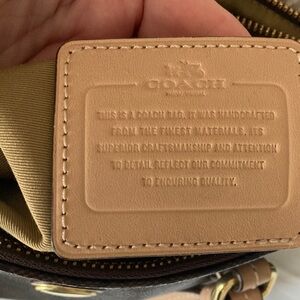 COACH
THIS IS A COACH BAG. IT WAS HANDCRAFTED
FROM THE FINEST MATERIALS. ITS
SUPERIOR CRAFTSMANSHIP AND ATTENTION
TO DETAIL REFLECT OUR COMMITMENT
TO ENDURING QUALITY.